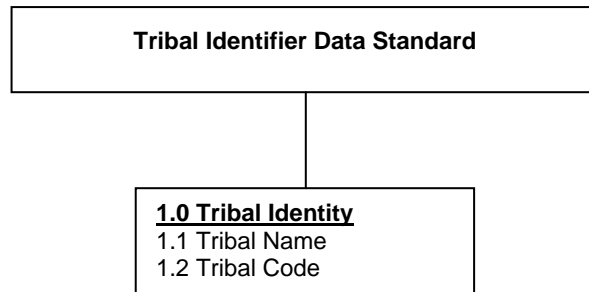 Tribal Identifier Data Standard
1.0 Tribal Identity
1.1 Tribal Name
1.2 Tribal Code